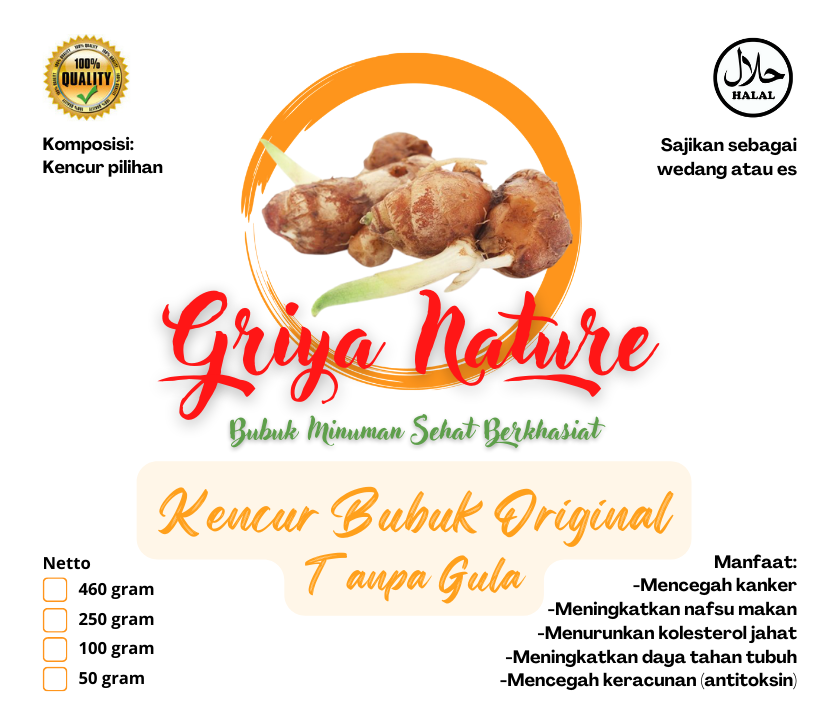 100% QUALITY
100%
QUALITY
Komposisi:
Kencur pilihan
حلال
HALAL
Sajikan sebagai
wedang atau es
Griya Nature
Bubuk Minuman Sehat Berkhasiat
Kencur Bubuk Original
Tanpa Gula
Netto
460 gram
250 gram
100 gram
50 gram
Manfaat:
-Mencegah kanker
-Meningkatkan nafsu makan
-Menurunkan kolesterol jahat
-Meningkatkan daya tahan tubuh
-Mencegah keracunan (antitoksin)